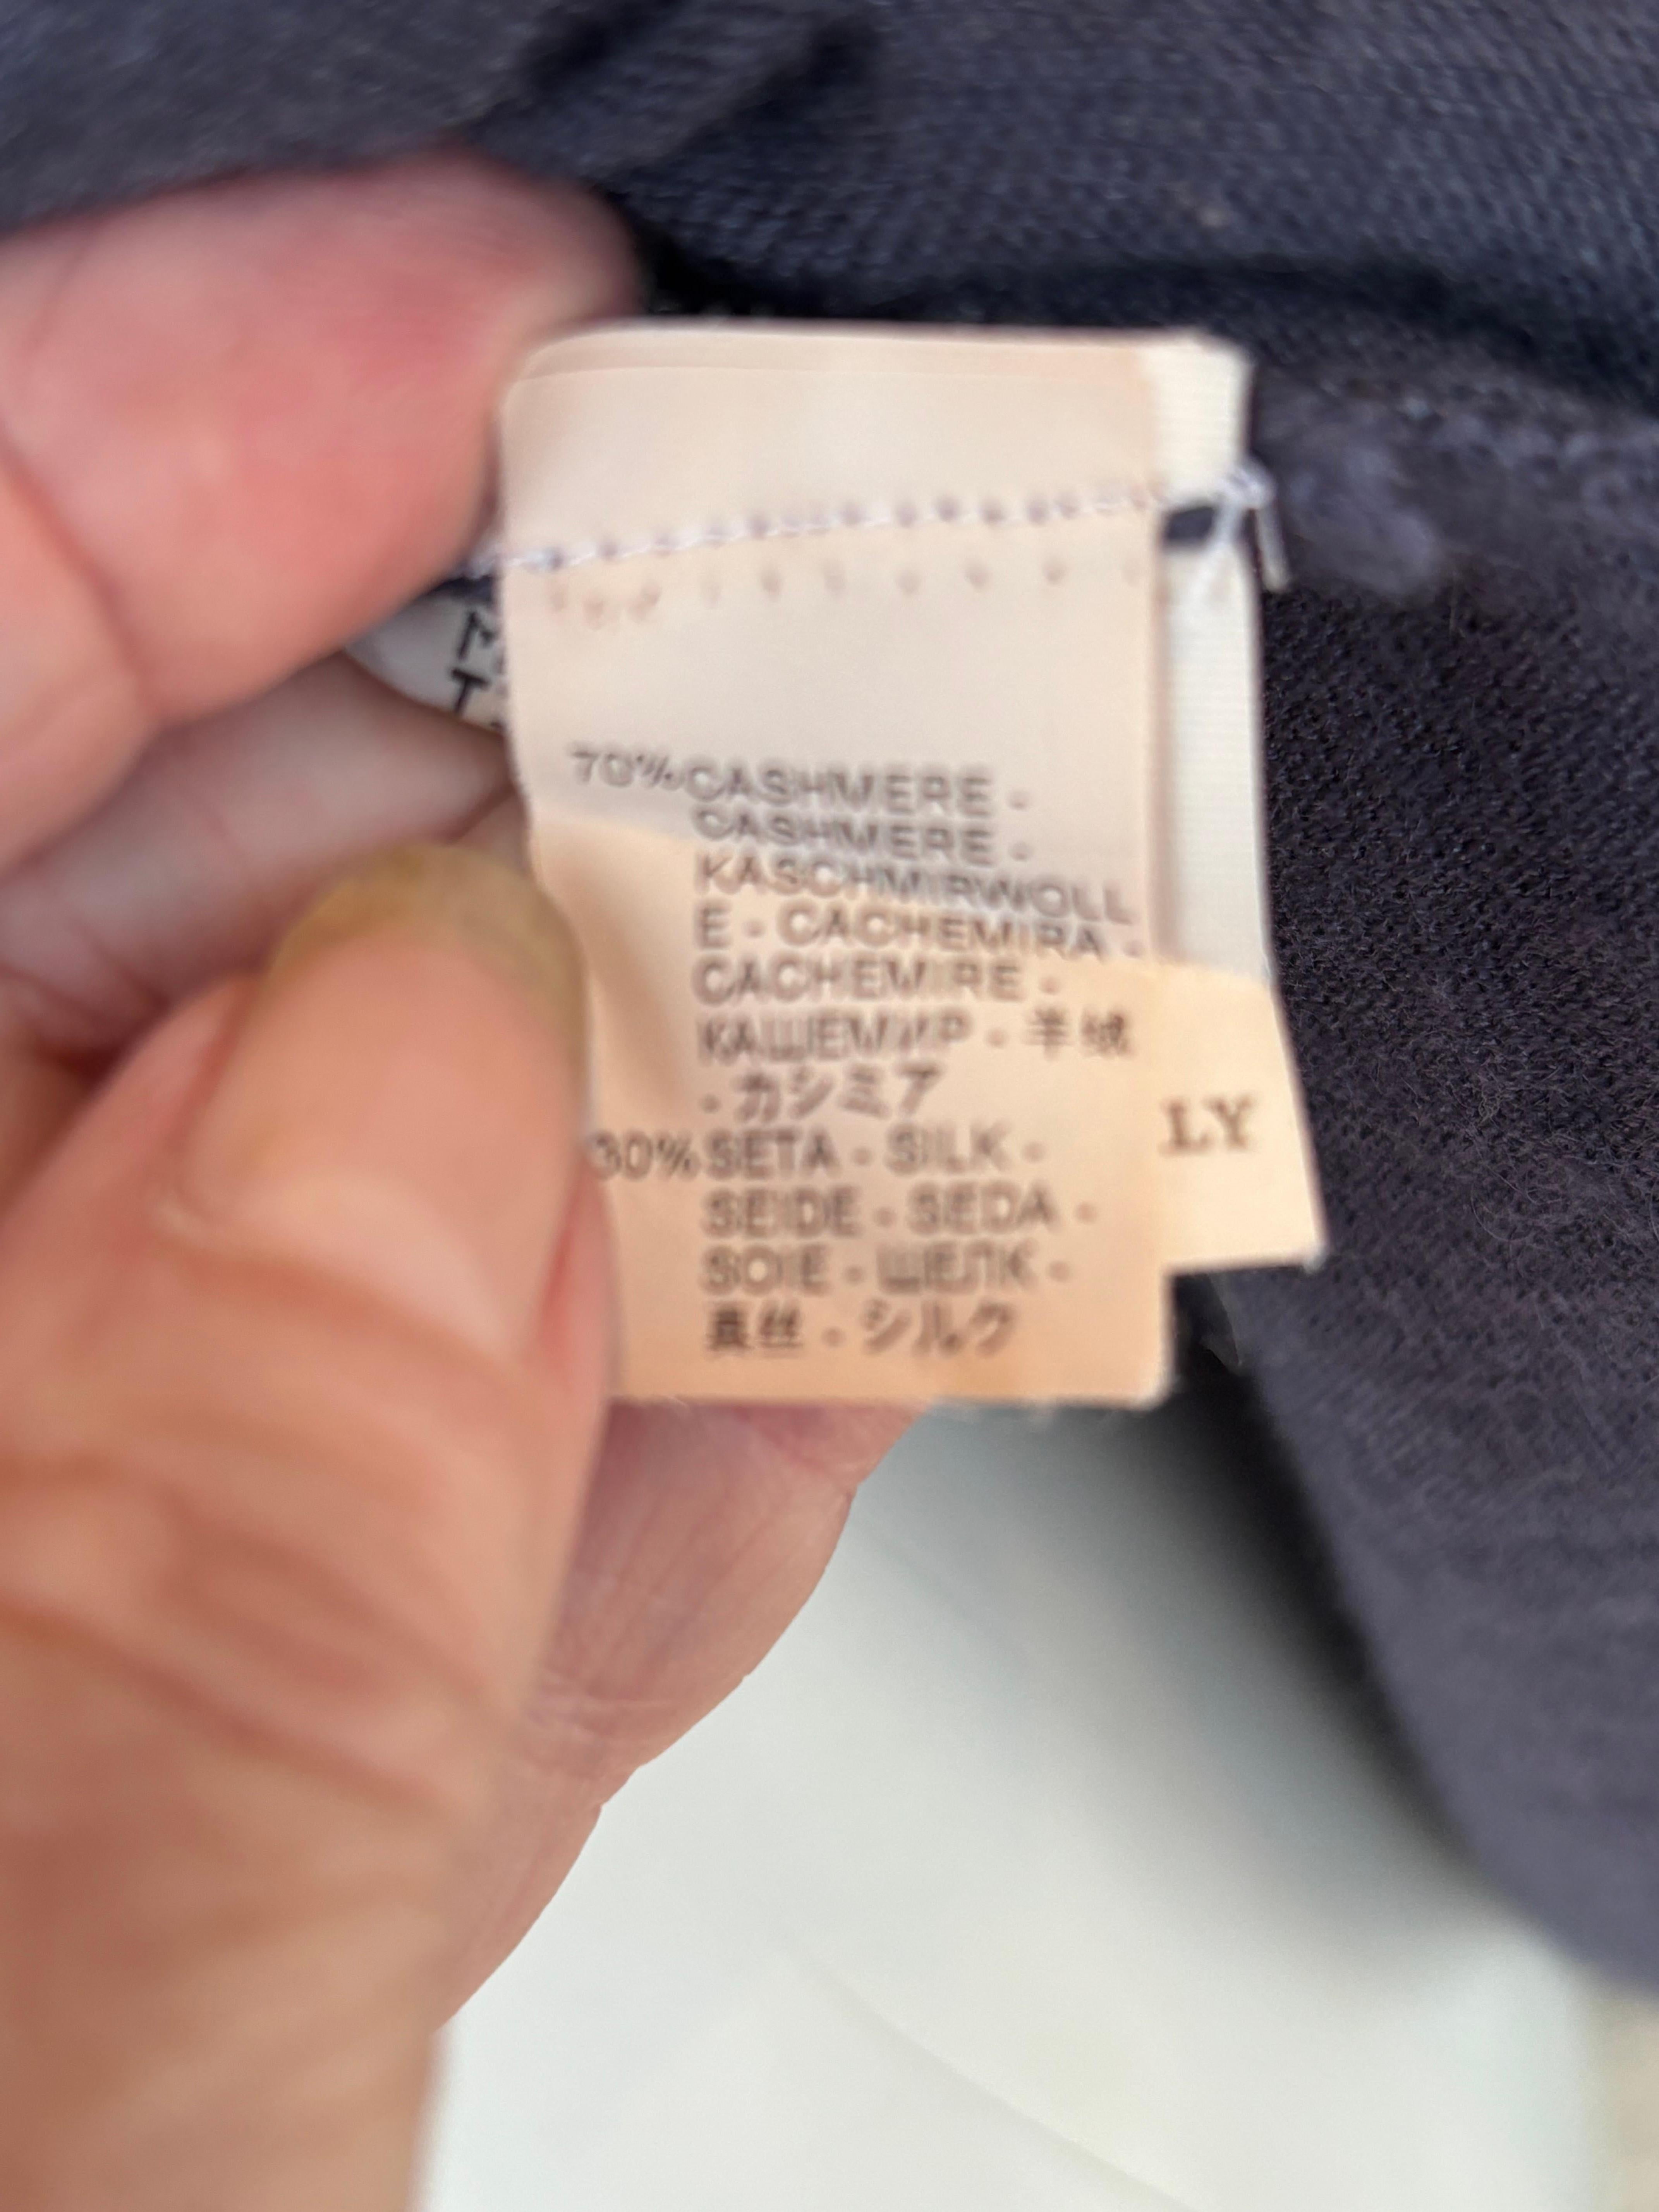 70% CASHMERE -
CASHMERE -
KASCHMIRWOLL
E - CACHEMIRA -
CACHEMIRE -
КАШЕМИР - 羊绒
- カシミア
30% SETA - SILK -
SEIDE - SEDA -
SOIE - ШЕЛК -
真丝 - シルク
LY